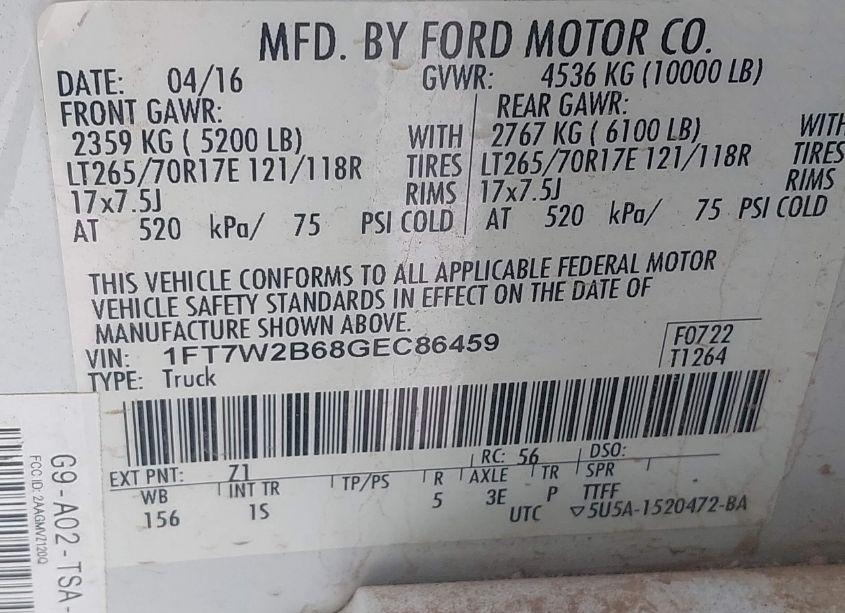 MFD. BY FORD MOTOR CO.
DATE: 04/16 GVWR: 4536 KG (10000 LB)
FRONT GAWR: REAR GAWR:
2359 KG ( 5200 LB) WITH 2767 KG ( 6100 LB) WITH
LT265/70R17E 121/118R TIRES LT265/70R17E 121/118R TIRES
17x7.5J RIMS 17x7.5J RIMS
AT 520 kPa/ 75 PSI COLD AT 520 kPa/ 75 PSI COLD
THIS VEHICLE CONFORMS TO ALL APPLICABLE FEDERAL MOTOR
VEHICLE SAFETY STANDARDS IN EFFECT ON THE DATE OF
MANUFACTURE SHOWN ABOVE.
VIN: 1FT7W2B68GEC86459 F0722
TYPE: Truck T1264
EXT PNT: Z1 RC: 56 DSO:
WB INT TR TP/PS R AXLE TR SPR
156 1S 5 3E P TTFF
UTC ▽5U5A-1520472-BA
G9-A02-TSA-
FCC ID: 2AAGMVZ120Q